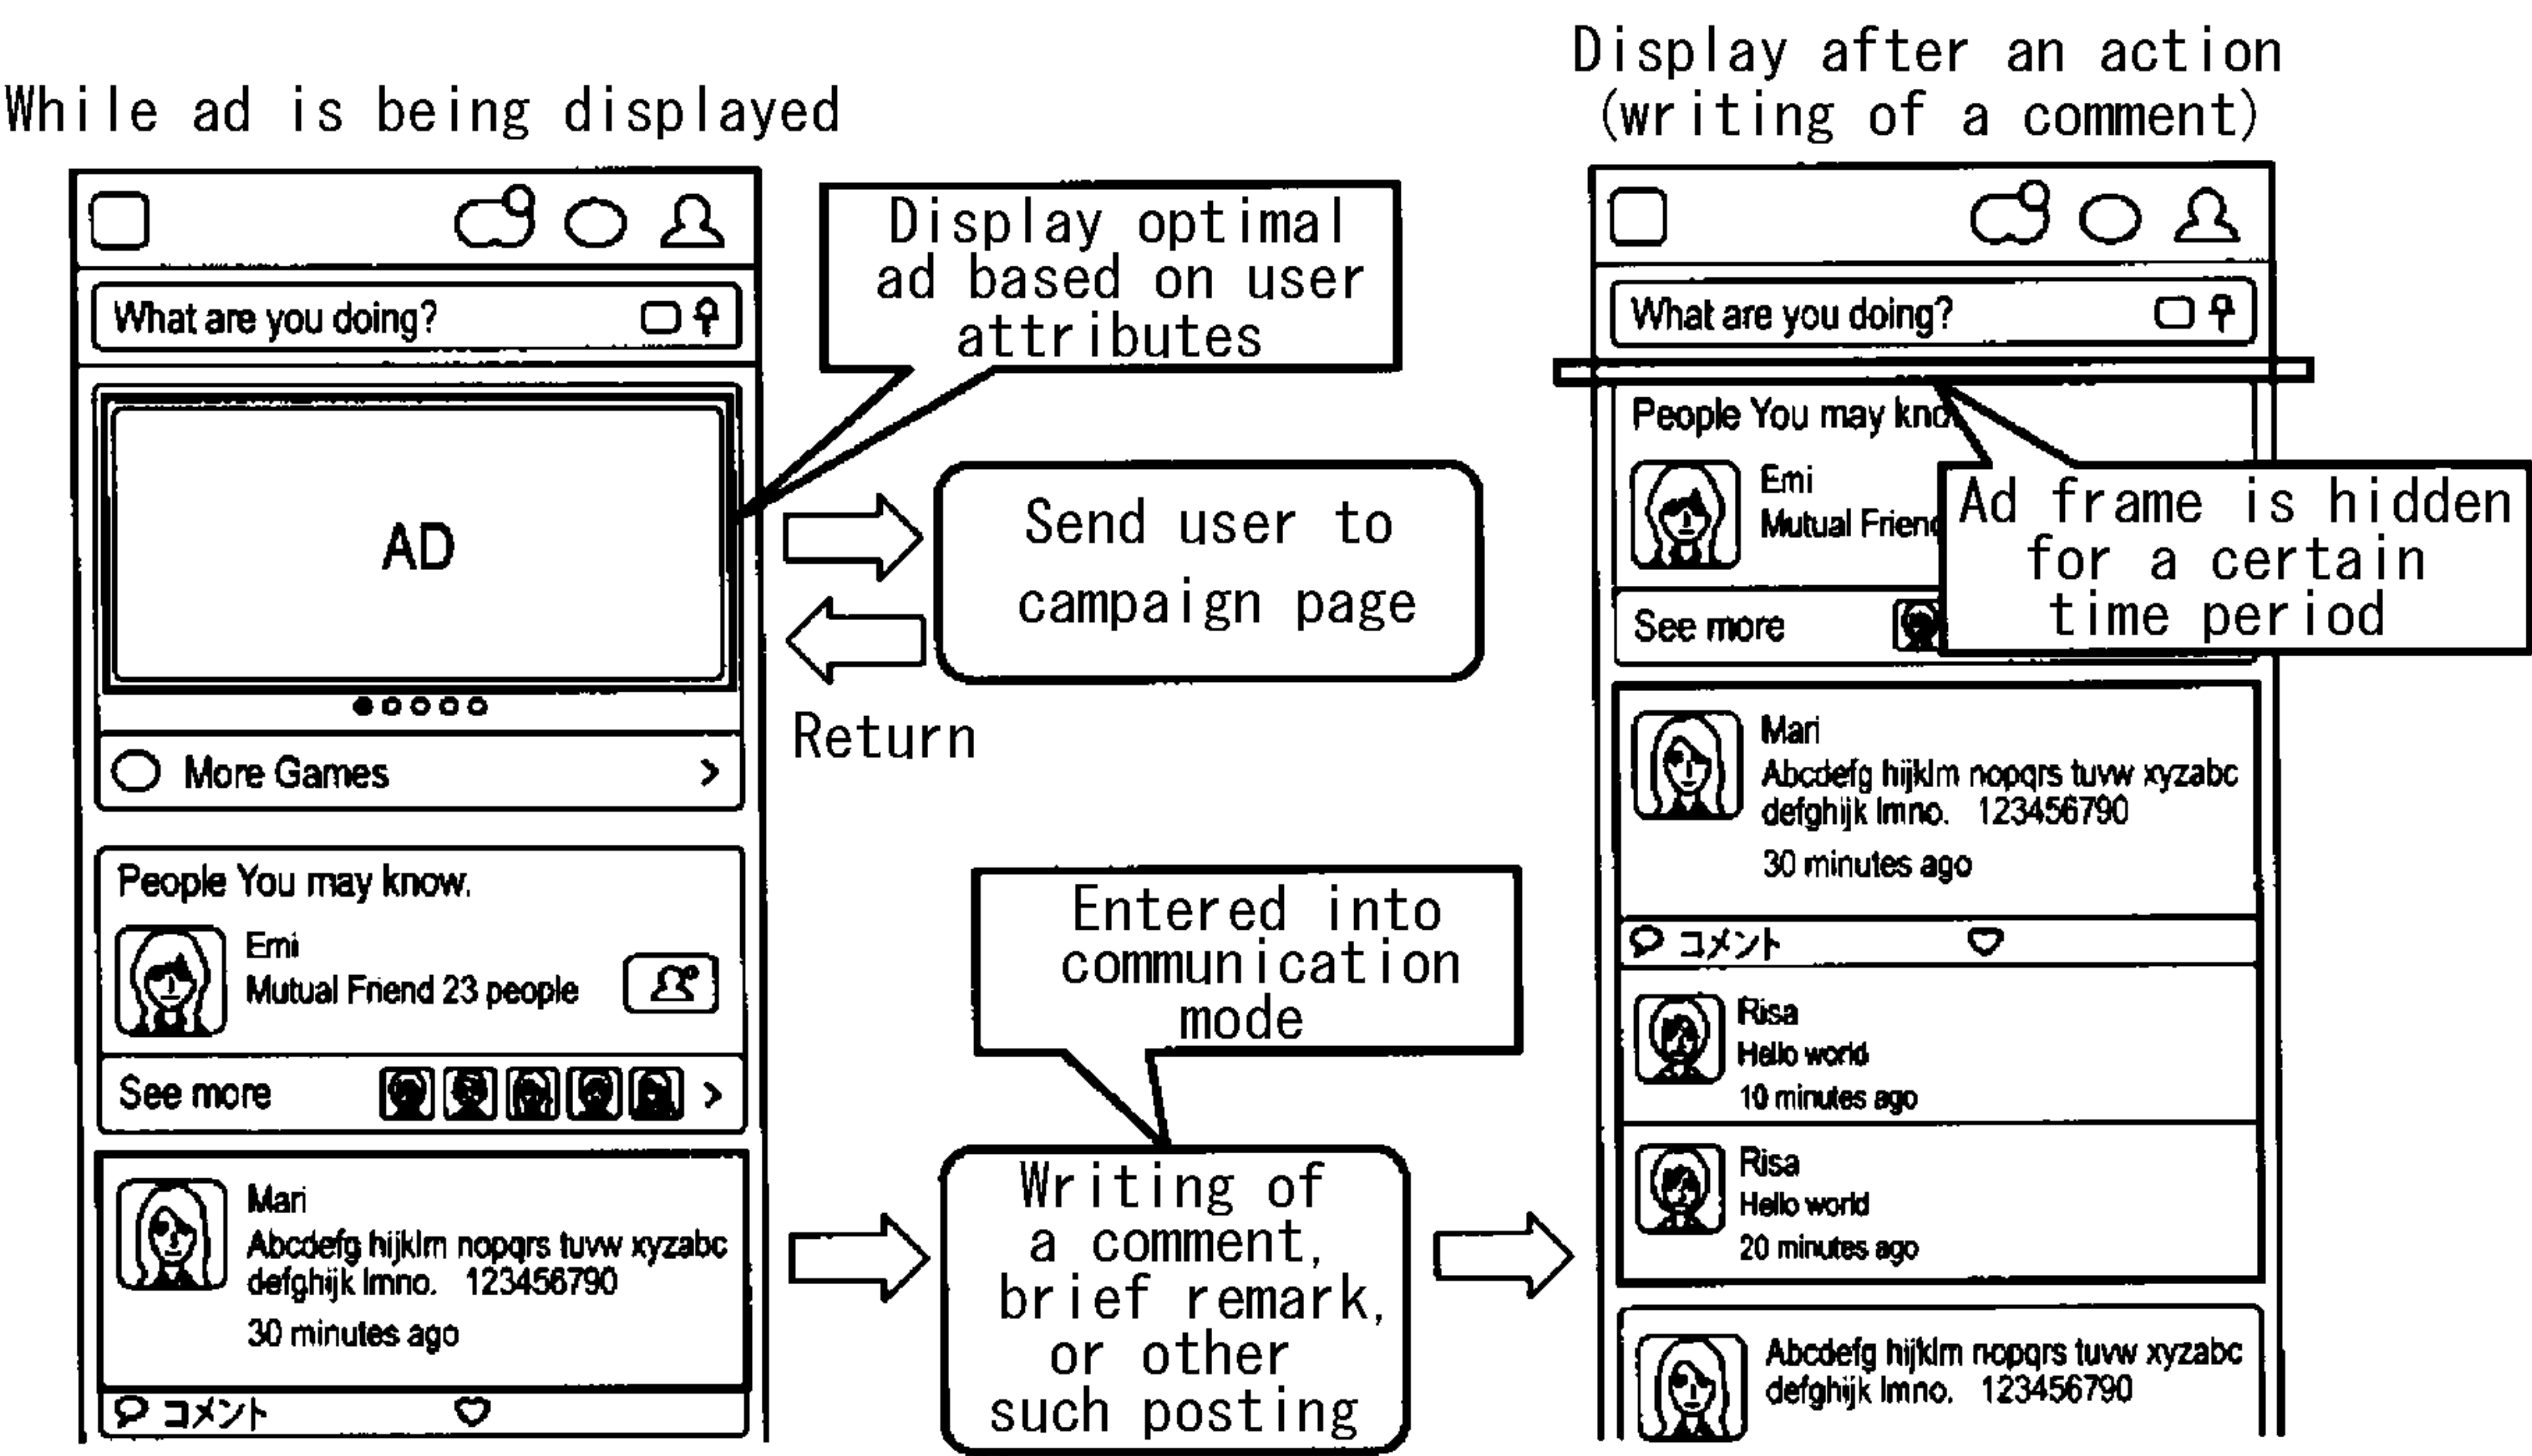 While ad is being displayed
What are you doing?
AD
More Games
People You may know.
Emi
Mutual Friend 23 people
See more
Mari
Abcdefg hijklm nopqrs tuvw xyzabc
defghijk lmno. 123456790
30 minutes ago
コメント
Display optimal
ad based on user
attributes
Send user to
campaign page
Return
Entered into
communication
mode
Writing of
a comment,
brief remark,
or other
such posting
Display after an action
(writing of a comment)
What are you doing?
People You may kno
Emi
Mutual Friend
See more
Ad frame is hidden
for a certain
time period
Mari
Abcdefg hijklm nopqrs tuvw xyzabc
defghijk lmno. 123456790
30 minutes ago
コメント
Risa
Hello world
10 minutes ago
Risa
Hello world
20 minutes ago
Abcdefg hijklm nopqrs tuvw xyzabc
defghijk lmno. 123456790